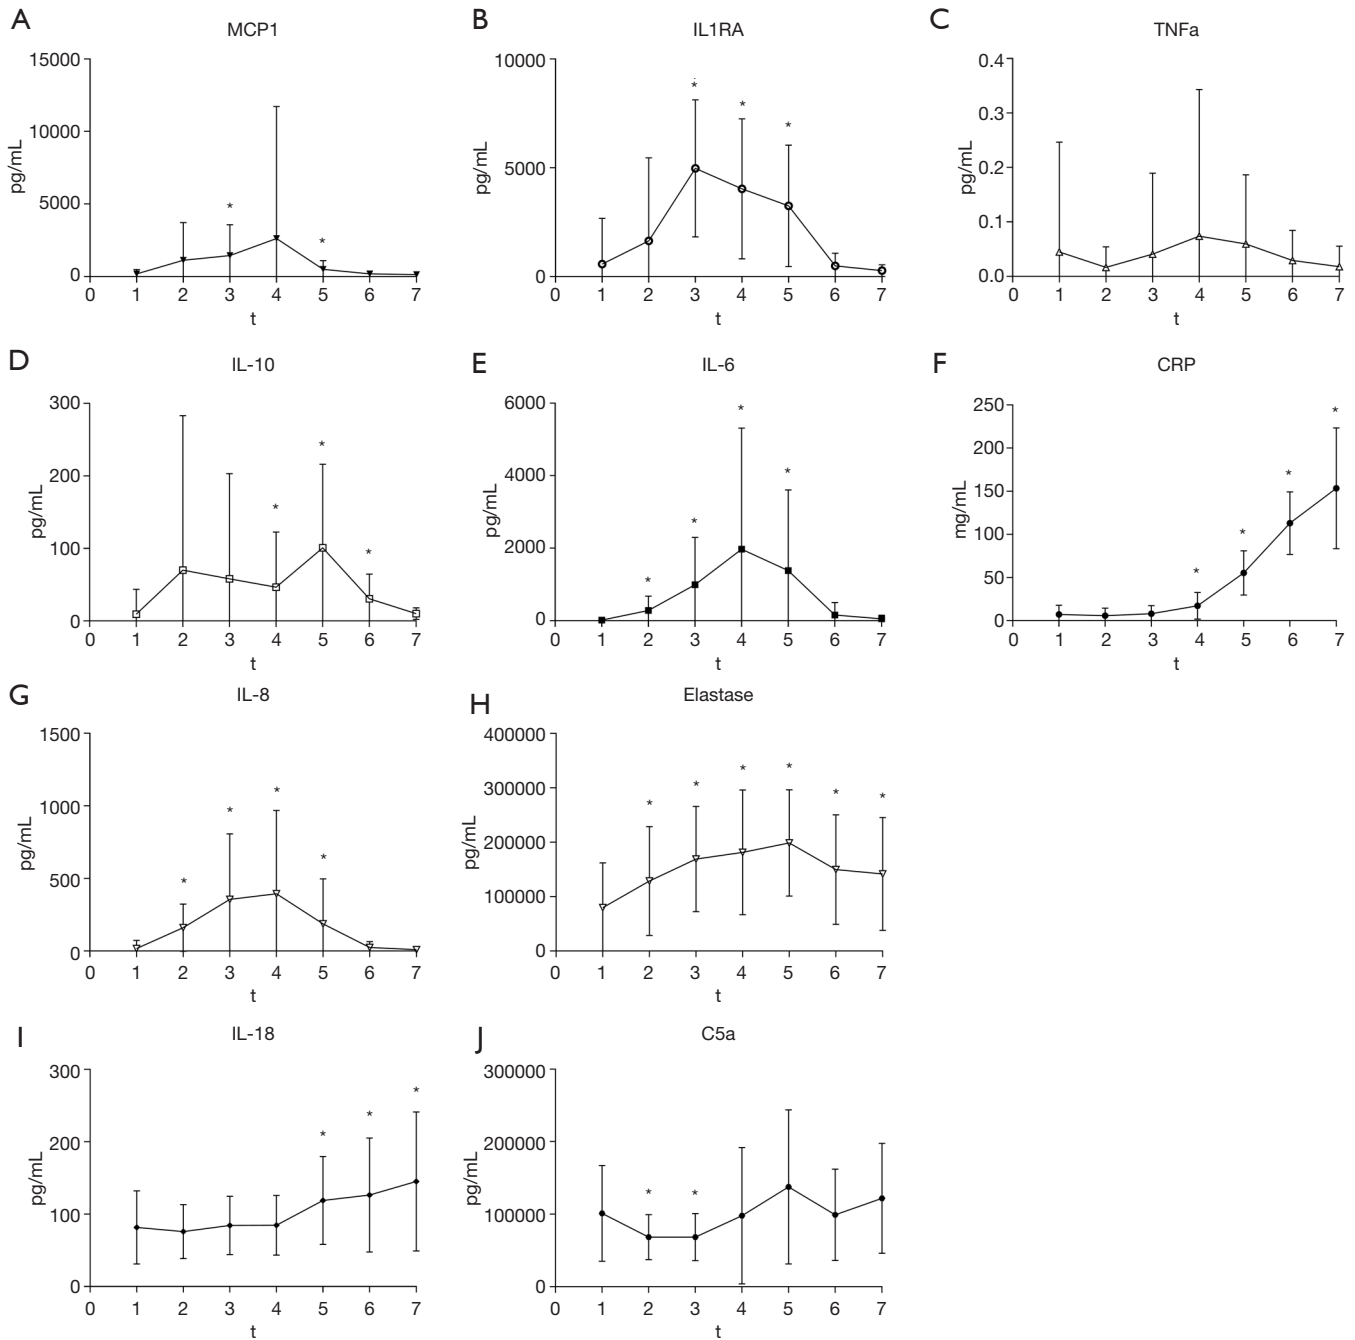 A
MCP1
15000
10000
5000
0
pg/mL
0 1 2 3 4 5 6 7
t
*
*
B
IL1RA
10000
5000
0
pg/mL
0 1 2 3 4 5 6 7
t
*
*
*
C
TNFa
0.4
0.3
0.2
0.1
0.0
pg/mL
0 1 2 3 4 5 6 7
t
D
IL-10
300
200
100
0
pg/mL
0 1 2 3 4 5 6 7
t
*
*
*
E
IL-6
6000
4000
2000
0
pg/mL
0 1 2 3 4 5 6 7
t
*
*
*
*
F
CRP
250
200
150
100
50
0
mg/mL
0 1 2 3 4 5 6 7
t
*
*
*
*
G
IL-8
1500
1000
500
0
pg/mL
0 1 2 3 4 5 6 7
t
*
*
*
*
H
Elastase
400000
300000
200000
100000
0
pg/mL
0 1 2 3 4 5 6 7
t
*
*
*
*
*
*
I
IL-18
300
200
100
0
pg/mL
0 1 2 3 4 5 6 7
t
*
*
*
J
C5a
300000
200000
100000
0
pg/mL
0 1 2 3 4 5 6 7
t
*
*